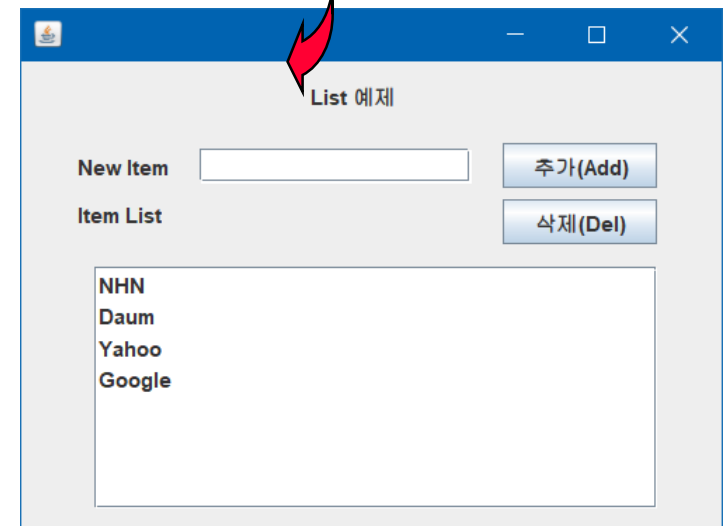 List 예제
New Item
추가(Add)
Item List
삭제(Del)
NHN
Daum
Yahoo
Google